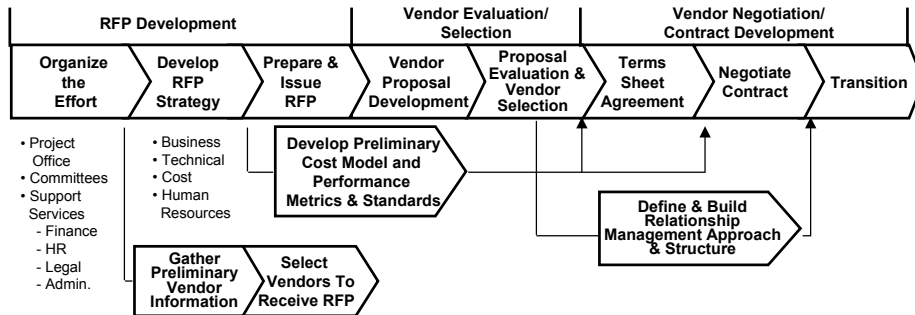 RFP Development
Vendor Evaluation/
Selection
Vendor Negotiation/
Contract Development
Organize
the
Effort
Develop
RFP
Strategy
Prepare &
Issue
RFP
Vendor
Proposal
Development
Proposal
Evaluation &
Vendor
Selection
Terms
Sheet
Agreement
Negotiate
Contract
Transition
• Project
Office
• Committees
• Support
Services
- Finance
- HR
- Legal
- Admin.
• Business
• Technical
• Cost
• Human
Resources
Develop Preliminary
Cost Model and
Performance
Metrics & Standards
Define & Build
Relationship
Management Approach
& Structure
Gather
Preliminary
Vendor
Information
Select
Vendors To
Receive RFP